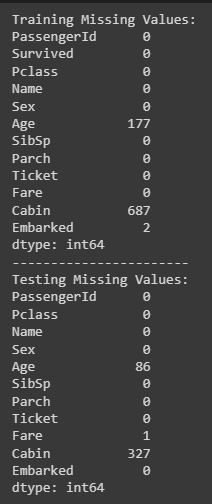 Training Missing Values:
PassengerId      0
Survived         0
Pclass           0
Name             0
Sex              0
Age            177
SibSp            0
Parch            0
Ticket           0
Fare             0
Cabin          687
Embarked         2
dtype: int64
-----------------------
Testing Missing Values:
PassengerId      0
Pclass           0
Name             0
Sex              0
Age             86
SibSp            0
Parch            0
Ticket           0
Fare             1
Cabin          327
Embarked         0
dtype: int64